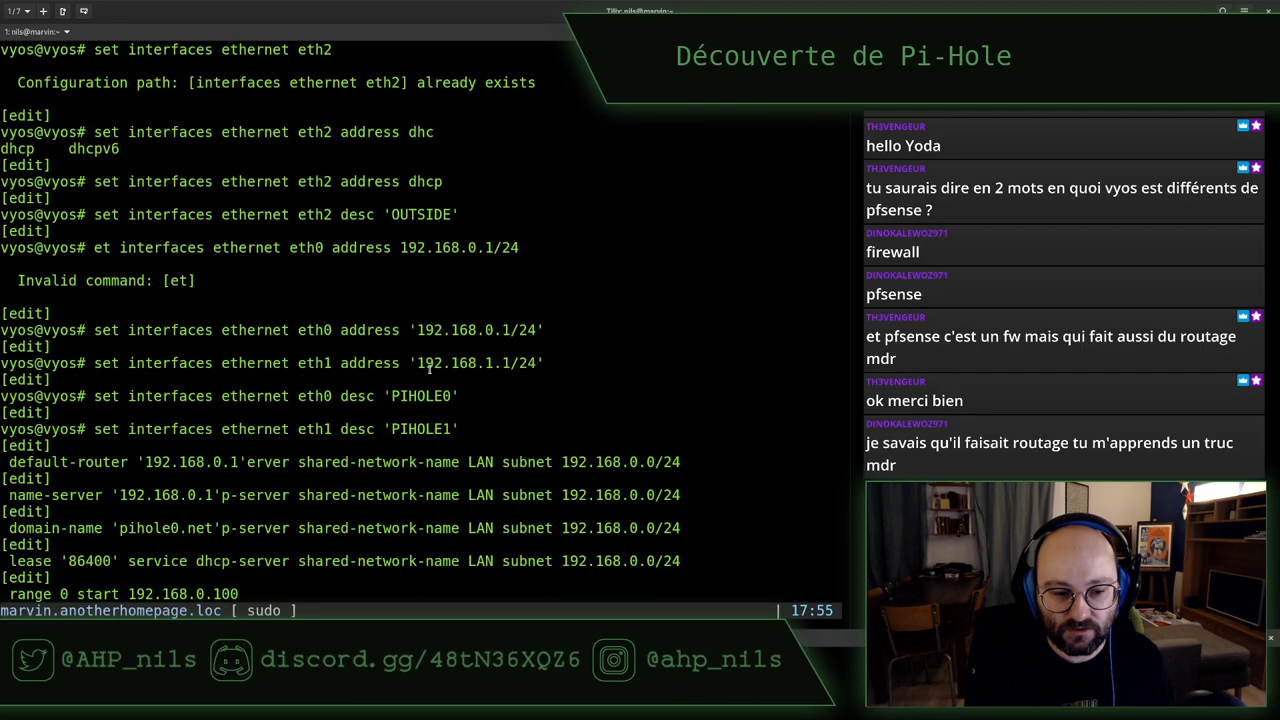 1/7
Tilix: nils@marvin:~
1: nils@marvin:~
vyos@vyos# set interfaces ethernet eth2
Configuration path: [interfaces ethernet eth2] already exists
[edit]
vyos@vyos# set interfaces ethernet eth2 address dhc
dhcp    dhcpv6
[edit]
vyos@vyos# set interfaces ethernet eth2 address dhcp
[edit]
vyos@vyos# set interfaces ethernet eth2 desc 'OUTSIDE'
[edit]
vyos@vyos# et interfaces ethernet eth0 address 192.168.0.1/24
Invalid command: [et]
[edit]
vyos@vyos# set interfaces ethernet eth0 address '192.168.0.1/24'
[edit]
vyos@vyos# set interfaces ethernet eth1 address '192.168.1.1/24'
[edit]
vyos@vyos# set interfaces ethernet eth0 desc 'PIHOLE0'
[edit]
vyos@vyos# set interfaces ethernet eth1 desc 'PIHOLE1'
[edit]
default-router '192.168.0.1'erver shared-network-name LAN subnet 192.168.0.0/24
[edit]
name-server '192.168.0.1'p-server shared-network-name LAN subnet 192.168.0.0/24
[edit]
domain-name 'pihole0.net'p-server shared-network-name LAN subnet 192.168.0.0/24
[edit]
lease '86400' service dhcp-server shared-network-name LAN subnet 192.168.0.0/24
[edit]
range 0 start 192.168.0.100
marvin.anotherhomepage.loc [ sudo ] | 17:55
Découverte de Pi-Hole
TH3VENGEUR
hello Yoda
TH3VENGEUR
tu saurais dire en 2 mots en quoi vyos est différents de
pfsense ?
DINOKALEWOZ971
firewall
DINOKALEWOZ971
pfsense
TH3VENGEUR
et pfsense c'est un fw mais qui fait aussi du routage
mdr
TH3VENGEUR
ok merci bien
DINOKALEWOZ971
je savais qu'il faisait routage tu m'apprends un truc
mdr
@AHP_nils discord.gg/48tN36XQZ6 @ahp_nils